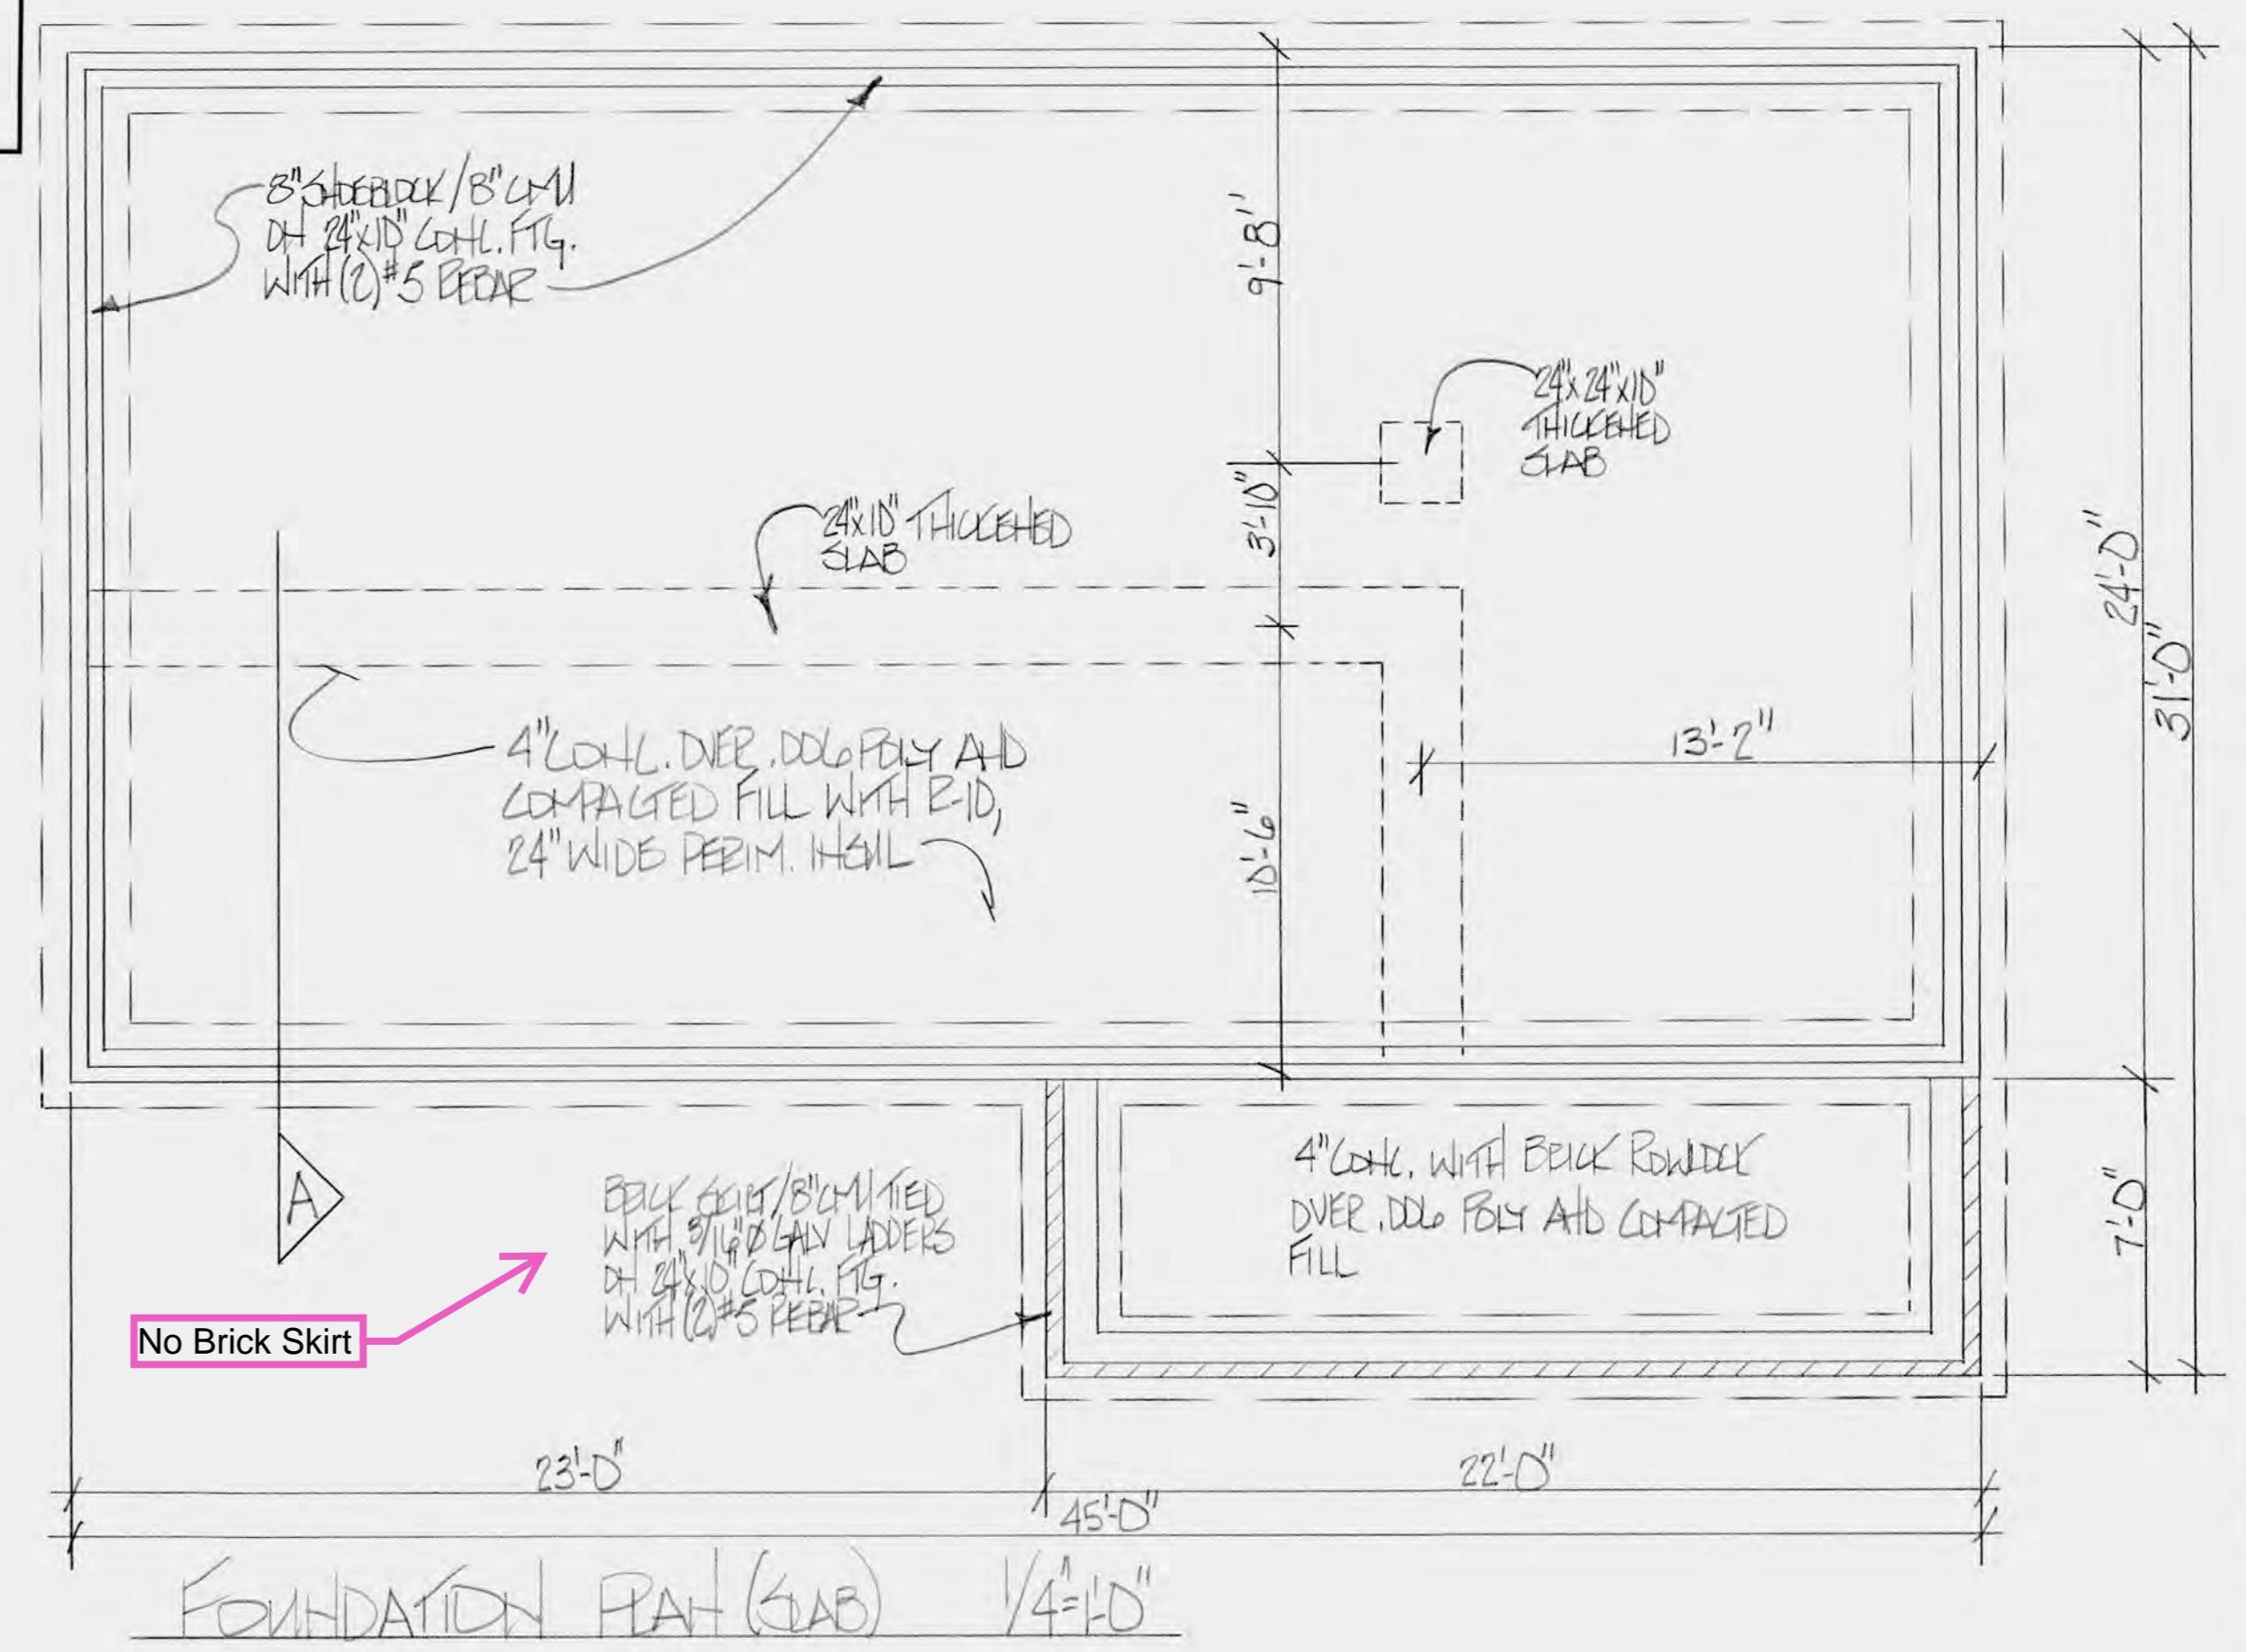 8" SHOEBLOCK/8" CMU
ON 24"x10" CONC. FTG.
WITH (2) #5 REBAR
9'-8"
24"x24"x10"
THICKENED
SLAB
24"x10" THICKENED
SLAB
3'-10"
24'-0"
31'-0"
4" CONC. OVER .006 POLY AND
COMPACTED FILL WITH R-10,
24" WIDE PERIM. INSUL
13'-2"
10'-6"
A
BRICK SKIRT/8" CMU TIED
WITH 3/16"Ø GALV LADDERS
ON 24"x10" CONC. FTG.
WITH (2) #5 REBAR
No Brick Skirt
4" CONC. WITH BRICK ROWLOCK
OVER .006 POLY AND COMPACTED
FILL
7'-0"
23'-0"
22'-0"
45'-0"
FOUNDATION PLAN (SLAB) 1/4"=1'-0"